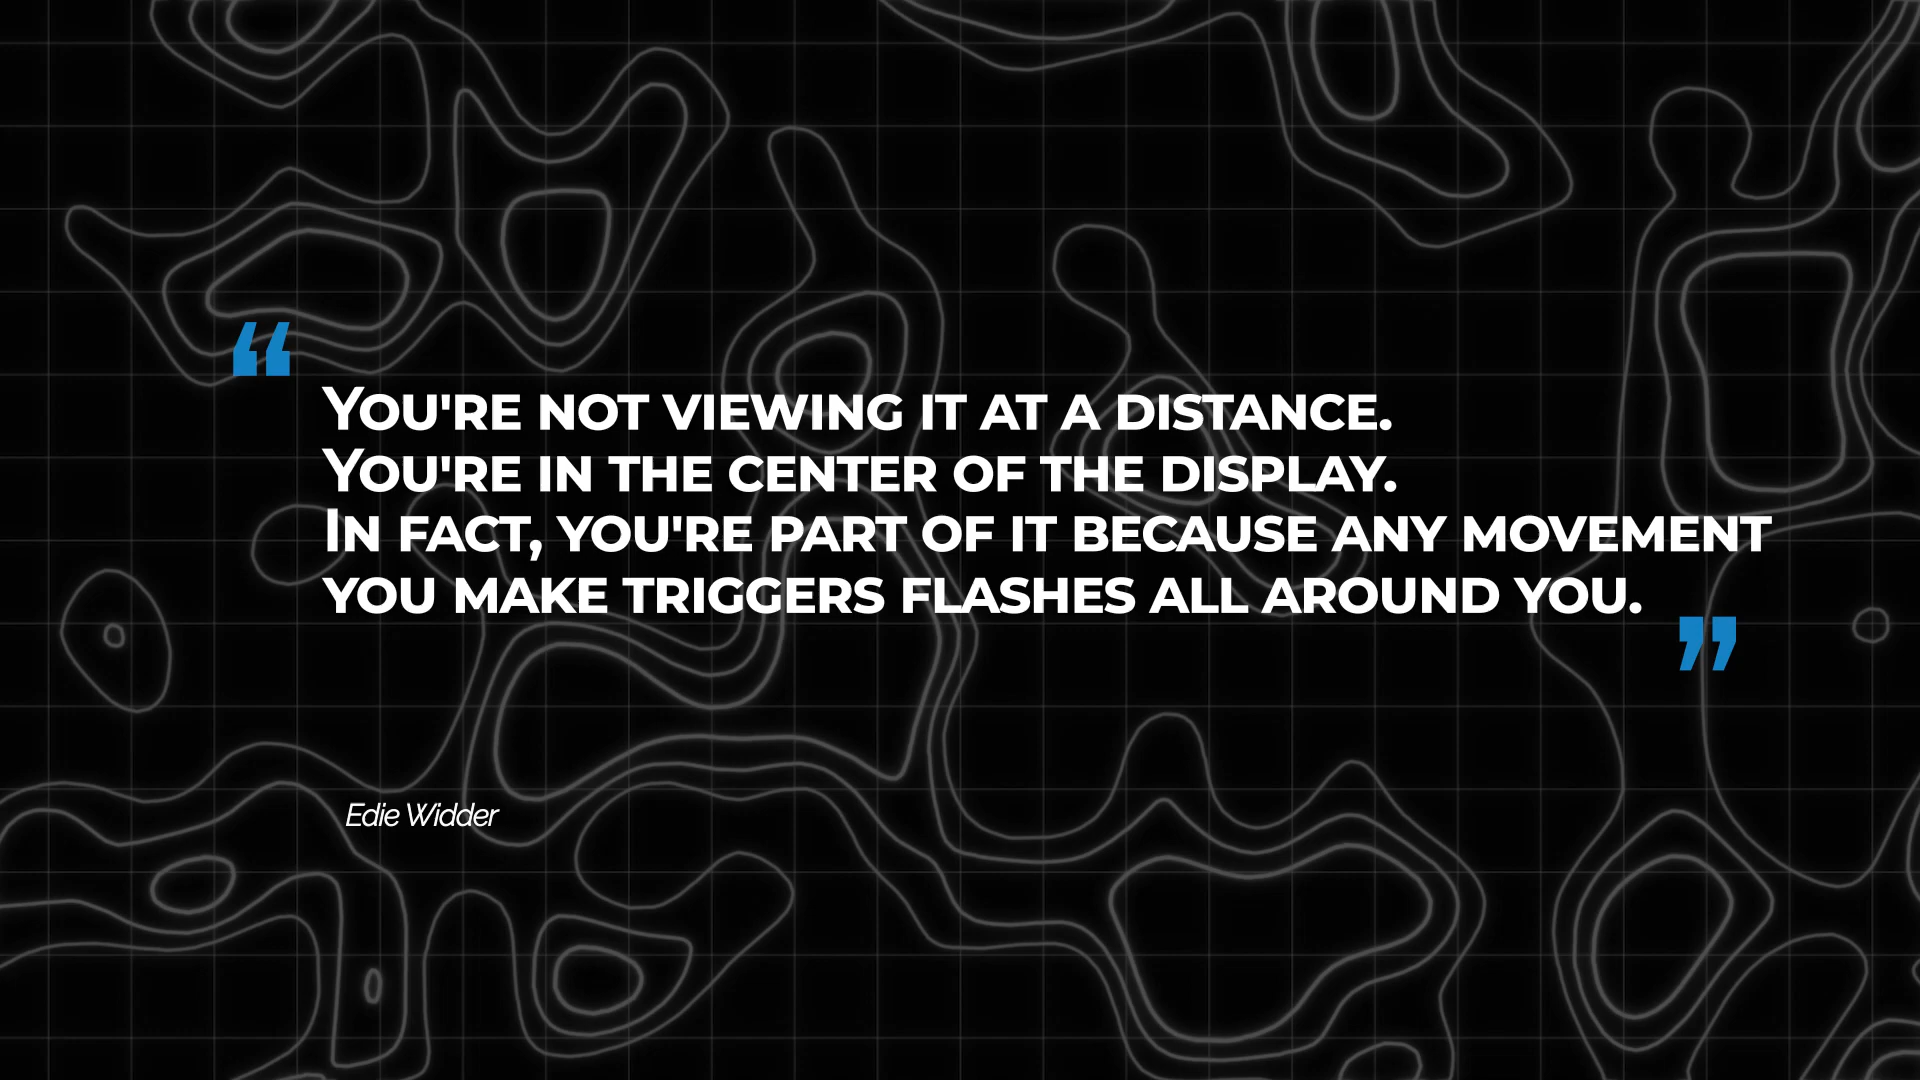 “
You're not viewing it at a distance.
You're in the center of the display.
In fact, you're part of it because any movement
you make triggers flashes all around you.
”
Edie Widder